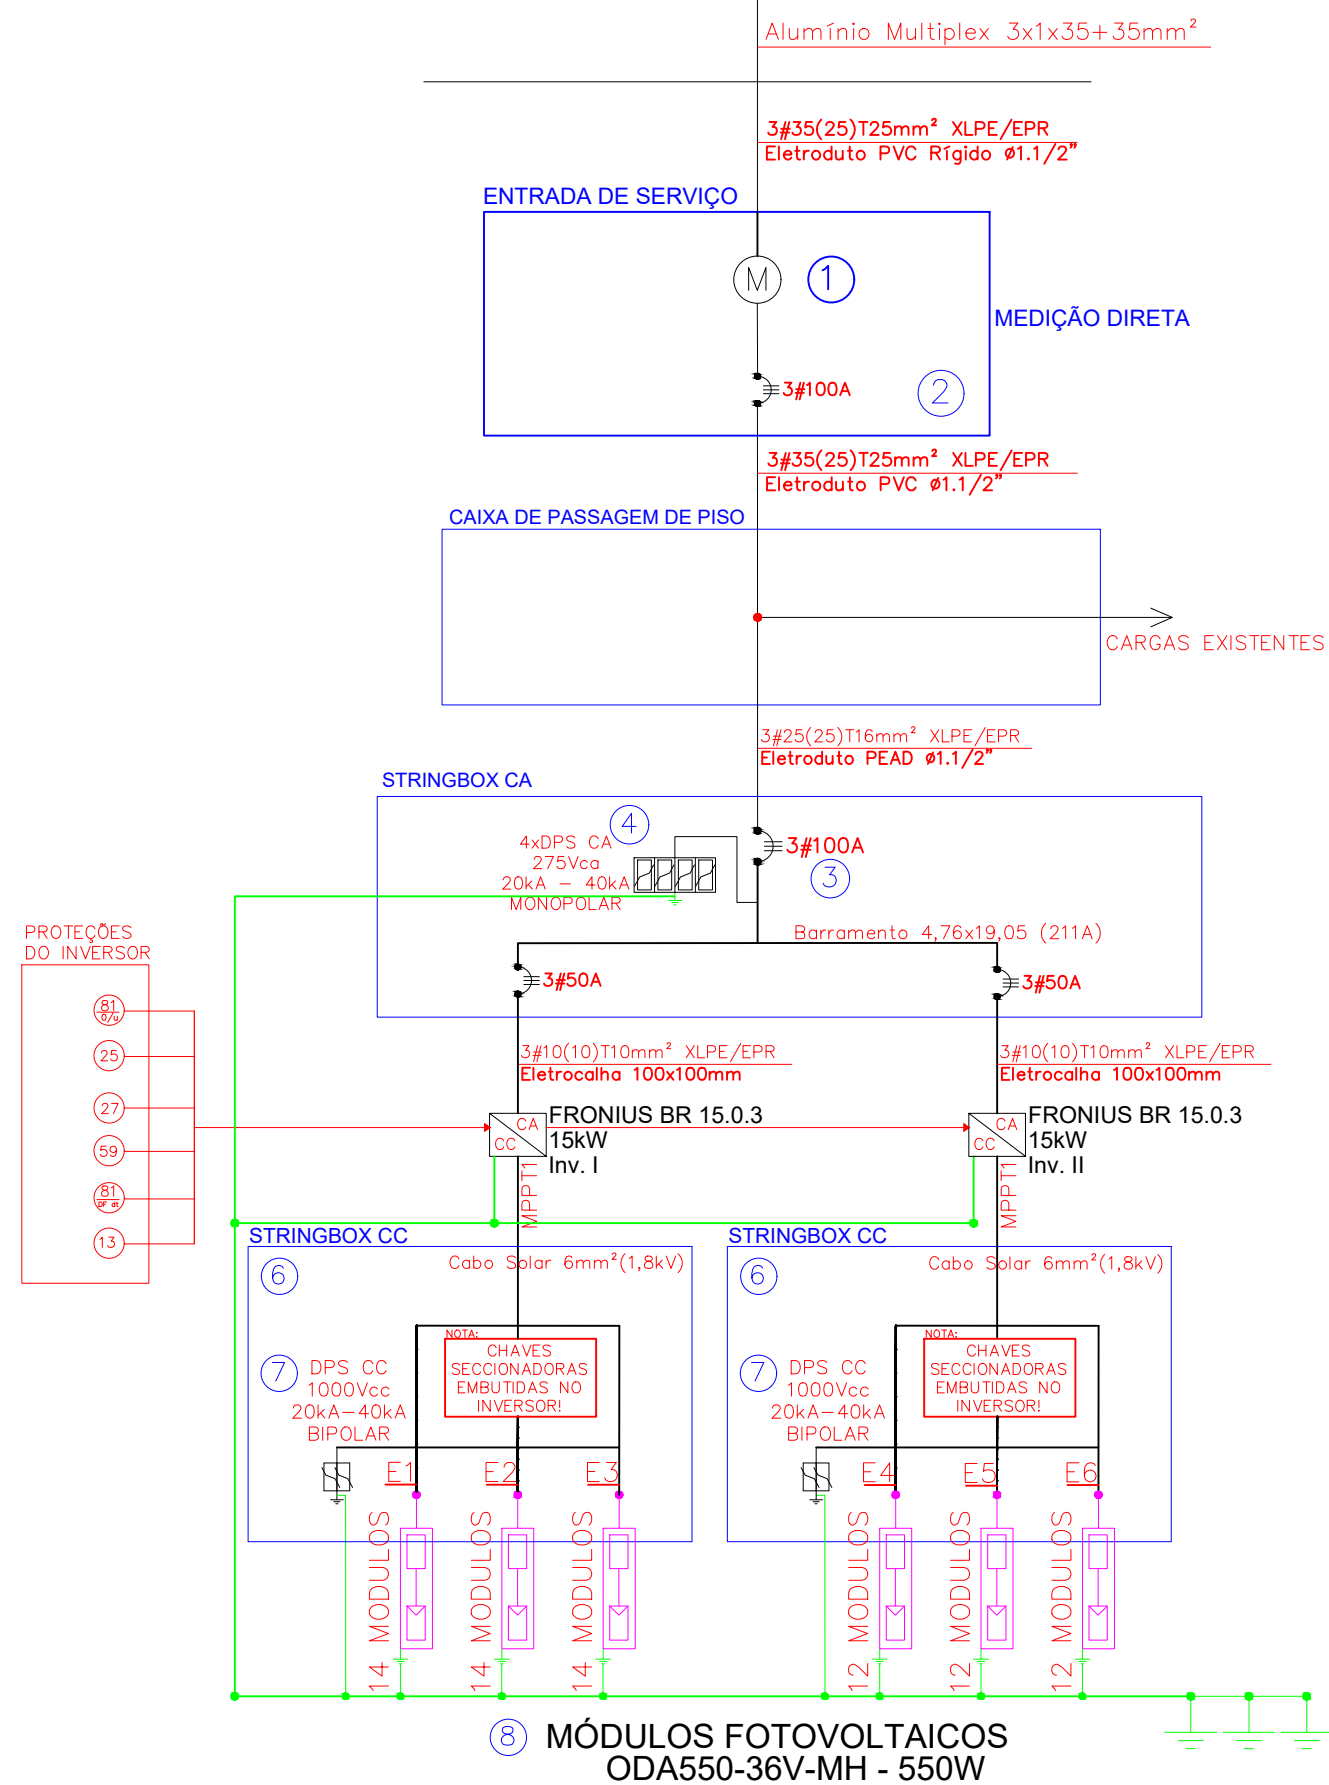 Alumínio Multiplex 3x1x35+35mm²
3#35(25)T25mm² XLPE/EPR
Eletroduto PVC Rígido ø1.1/2"
ENTRADA DE SERVIÇO
M
1
MEDIÇÃO DIRETA
3#100A
2
3#35(25)T25mm² XLPE/EPR
Eletroduto PVC ø1.1/2"
CAIXA DE PASSAGEM DE PISO
CARGAS EXISTENTES
3#25(25)T16mm² XLPE/EPR
Eletroduto PEAD ø1.1/2"
STRINGBOX CA
4
4xDPS CA
275Vca
20kA - 40kA
MONOPOLAR
3#100A
3
Barramento 4,76x19,05 (211A)
3#50A
3#50A
PROTEÇÕES
DO INVERSOR
81
O/u
25
27
59
81
DF dt
13
3#10(10)T10mm² XLPE/EPR
Eletrocalha 100x100mm
3#10(10)T10mm² XLPE/EPR
Eletrocalha 100x100mm
CA
CC
FRONIUS BR 15.0.3
15kW
Inv. I
MPPT1
CA
CC
FRONIUS BR 15.0.3
15kW
Inv. II
MPPT1
STRINGBOX CC
6
Cabo Solar 6mm²(1,8kV)
NOTA:
CHAVES
SECCIONADORAS
EMBUTIDAS NO
INVERSOR!
7
DPS CC
1000Vcc
20kA-40kA
BIPOLAR
E1
E2
E3
14 MODULOS
14 MODULOS
14 MODULOS
STRINGBOX CC
6
Cabo Solar 6mm²(1,8kV)
NOTA:
CHAVES
SECCIONADORAS
EMBUTIDAS NO
INVERSOR!
7
DPS CC
1000Vcc
20kA-40kA
BIPOLAR
E4
E5
E6
12 MODULOS
12 MODULOS
12 MODULOS
8
MÓDULOS FOTOVOLTAICOS
ODA550-36V-MH - 550W